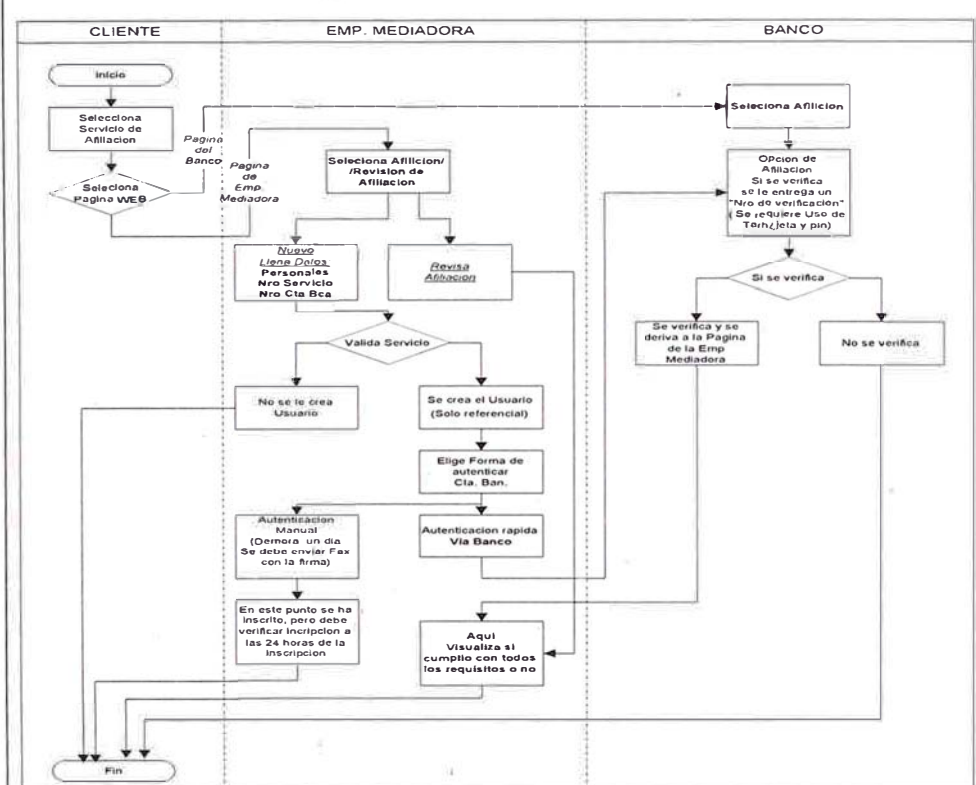 CLIENTE
EMP. MEDIADORA
BANCO
Inicio
Selecciona
Servicio de
Afiliacion
Selecciona
Pagina WEB
Pagina
del
Banco
Pagina
de
Emp.
Mediadora
Seleciona Afilicion/
/Revision de
Afiliacion
Nuevo
Llena Datos
Personales
Nro Servicio
Nro Cta Bca
Revisa
Afiliacion
Valida Servicio
No se le crea
Usuario
Se crea el Usuario
(Solo referencial)
Elige Forma de
autenticar
Cta. Ban.
Autenticacion
Manual
(Demora un dia
Se debe enviar Fax
con la firma)
Autenticacion rapida
Via Banco
En este punto se ha
inscrito, pero debe
verificar incripcion a
las 24 horas de la
Inscripcion
Aqui
Visualiza si
cumplio con todos
los requisitos o no
Fin
Seleciona Afilicion
Opcion de
Afiliacion
Si se verifica
se le entrega un
"Nro de verificación"
( Se requiere Uso de
y pin)
Si se verifica
Se verifica y se
deriva a la Pagina
de la Emp
Mediadora
No se verifica